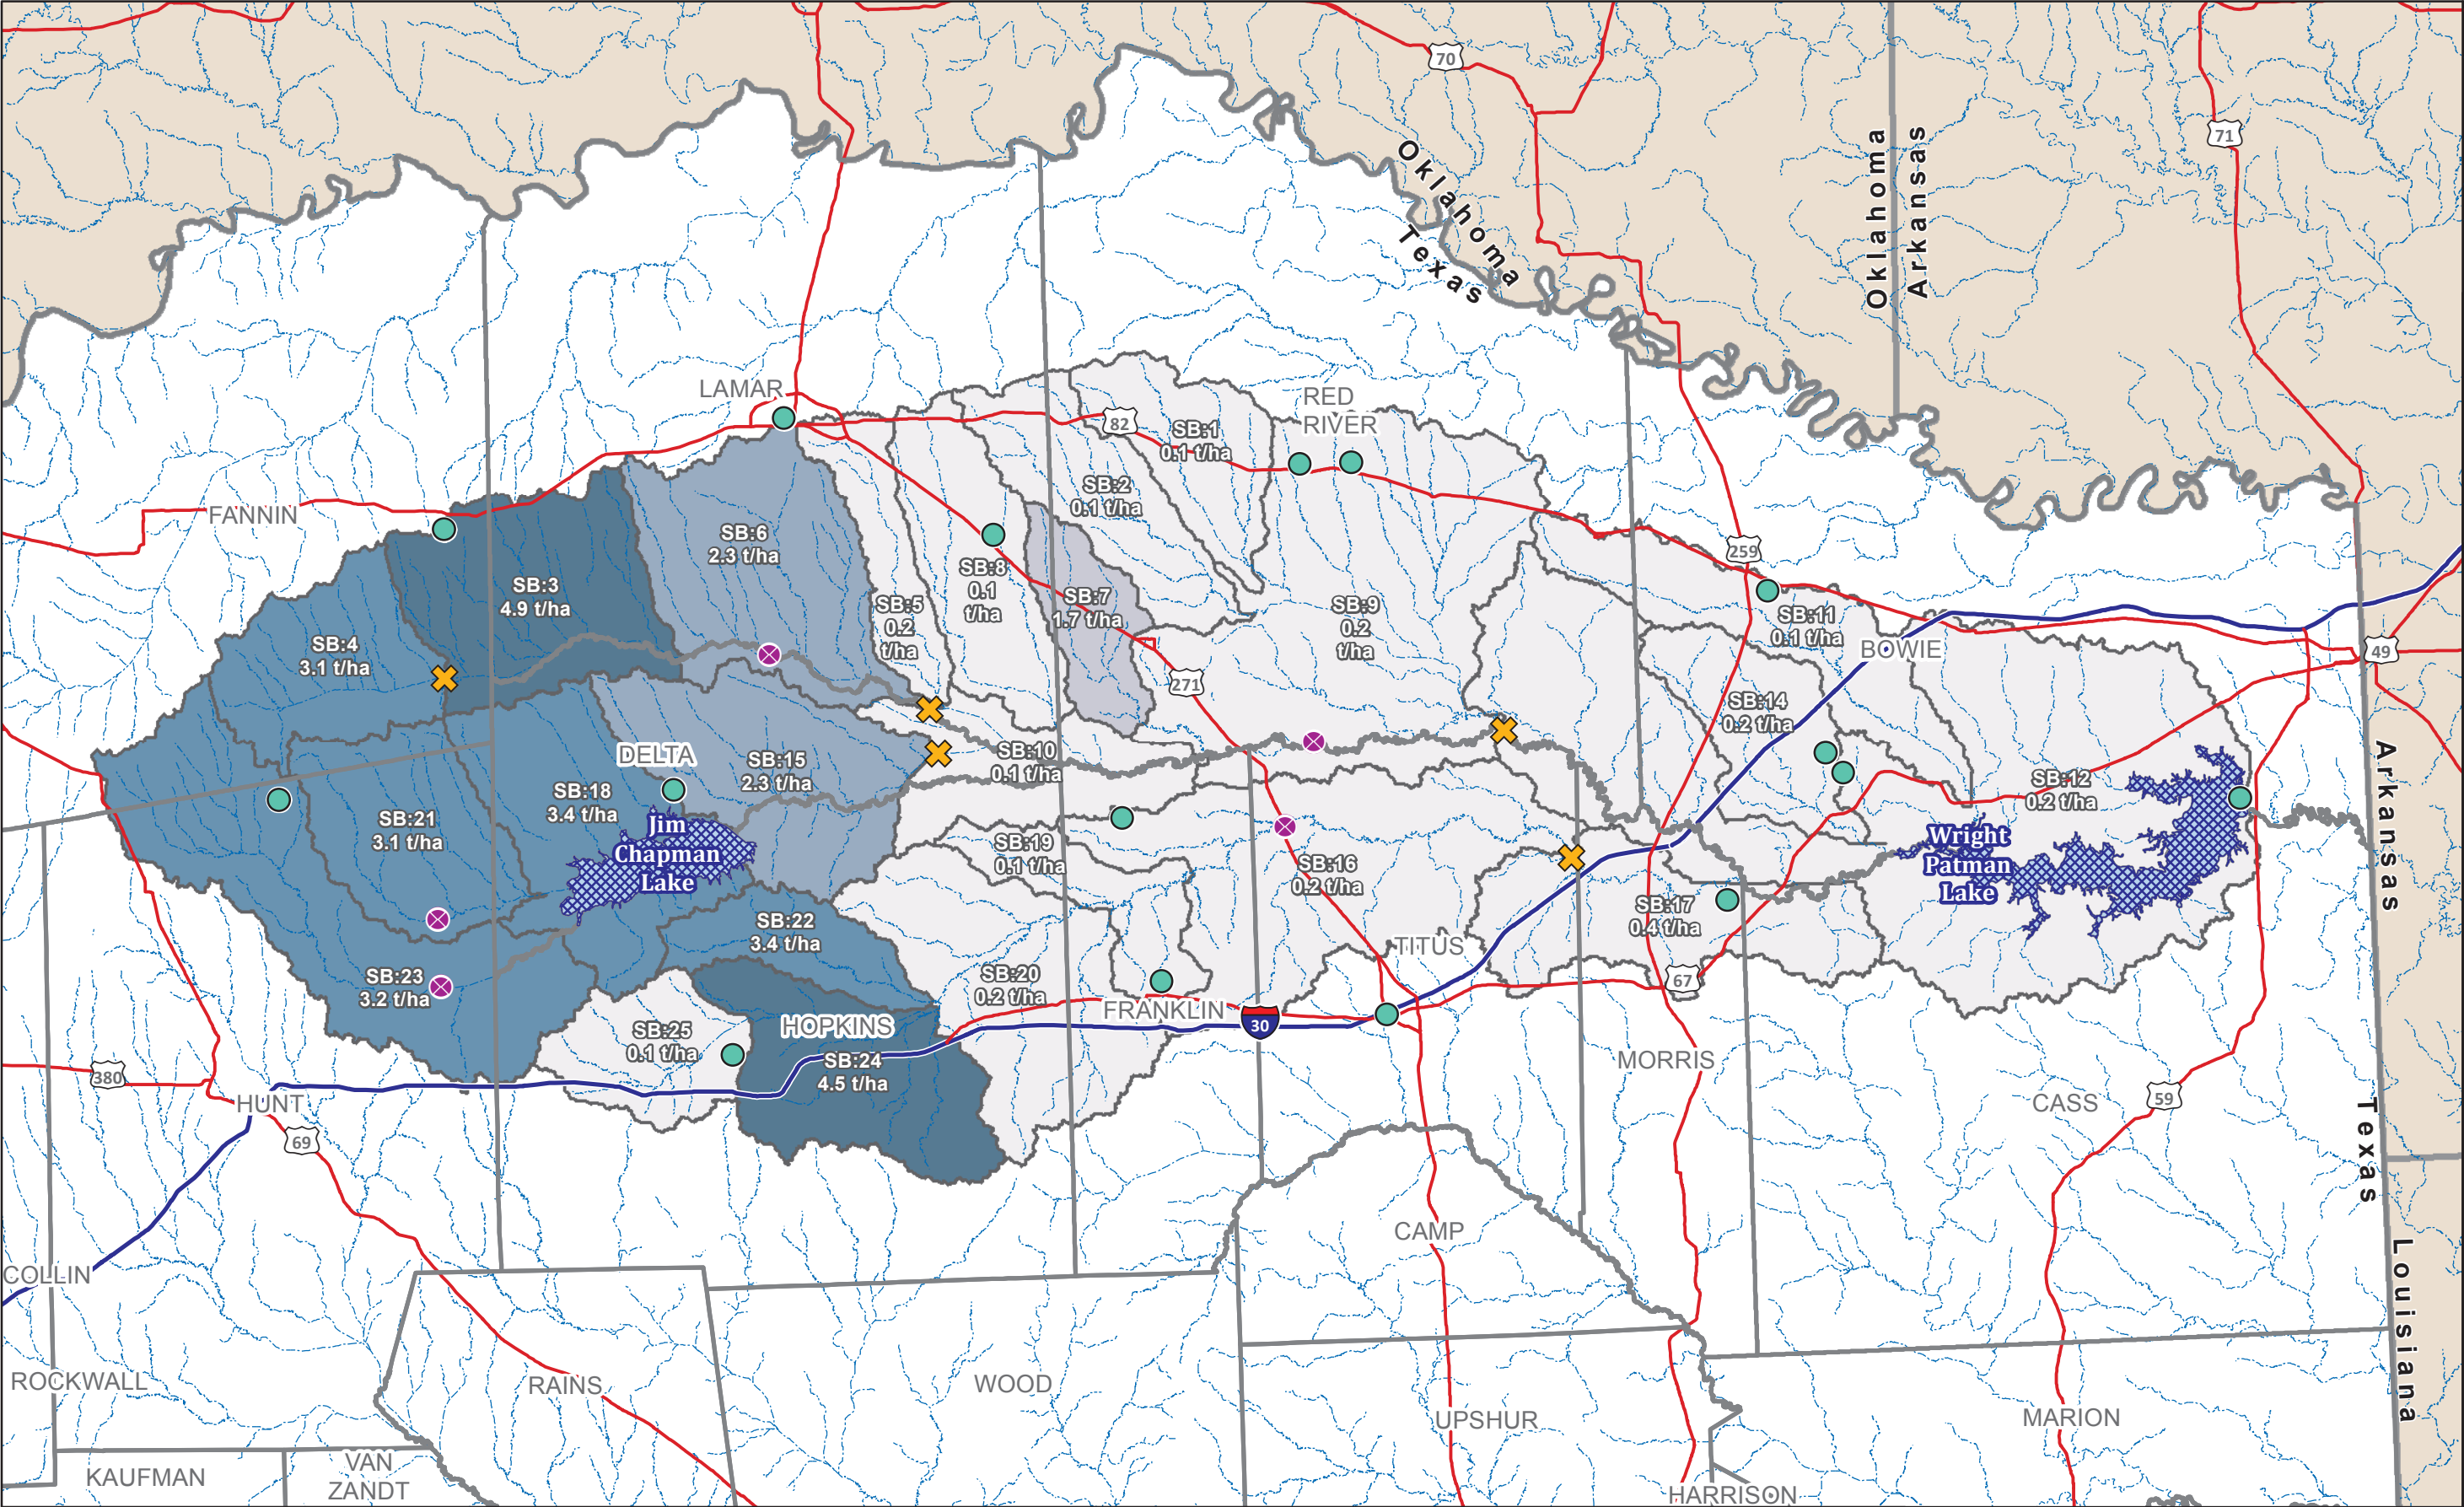 70
71
Oklahoma
Texas
Oklahoma
Arkansas
LAMAR
RED
RIVER
82
SB:1
0.1 t/ha
SB:2
0.1 t/ha
FANNIN
SB:6
2.3 t/ha
SB:3
4.9 t/ha
259
SB:8
0.1
t/ha
SB:7
1.7 t/ha
SB:5
0.2
t/ha
SB:9
0.2
t/ha
SB:11
0.1 t/ha
BOWIE
49
SB:4
3.1 t/ha
271
SB:14
0.2 t/ha
DELTA
SB:10
0.1 t/ha
SB:15
2.3 t/ha
SB:12
0.2 t/ha
SB:18
3.4 t/ha
SB:21
3.1 t/ha
Jim
Chapman
Lake
Wright
Patman
Lake
SB:19
0.1 t/ha
SB:16
0.2 t/ha
Arkansas
Texas
SB:17
0.4 t/ha
SB:22
3.4 t/ha
TITUS
SB:23
3.2 t/ha
SB:20
0.2 t/ha
67
FRANKLIN
30
SB:25
0.1 t/ha
HOPKINS
SB:24
4.5 t/ha
MORRIS
380
HUNT
69
59
CASS
Louisiana
CAMP
COLLIN
ROCKWALL
RAINS
WOOD
UPSHUR
MARION
KAUFMAN
VAN
ZANDT
HARRISON